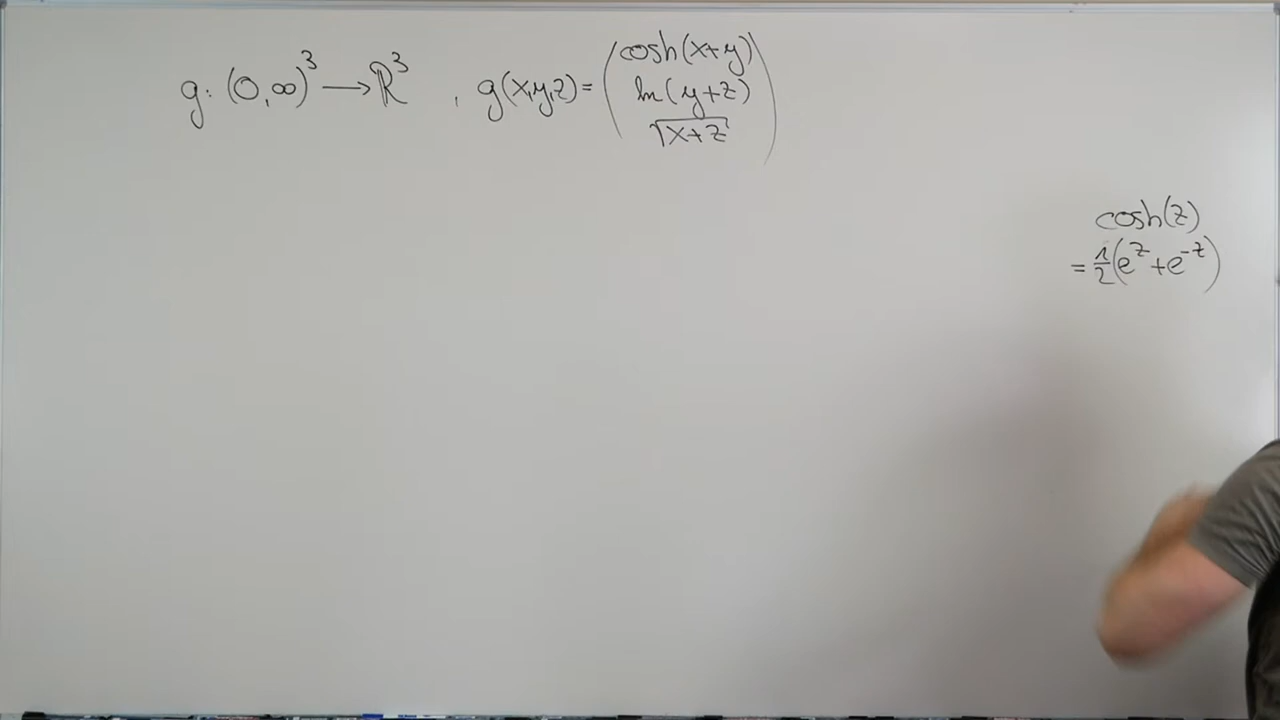 g: (0,∞)³ ⟶ ℝ³ , g(x,y,z) = (cosh(x+y)
ln(y+z)
√(x+z))
cosh(z)
= 1/2(e^z + e^-z)